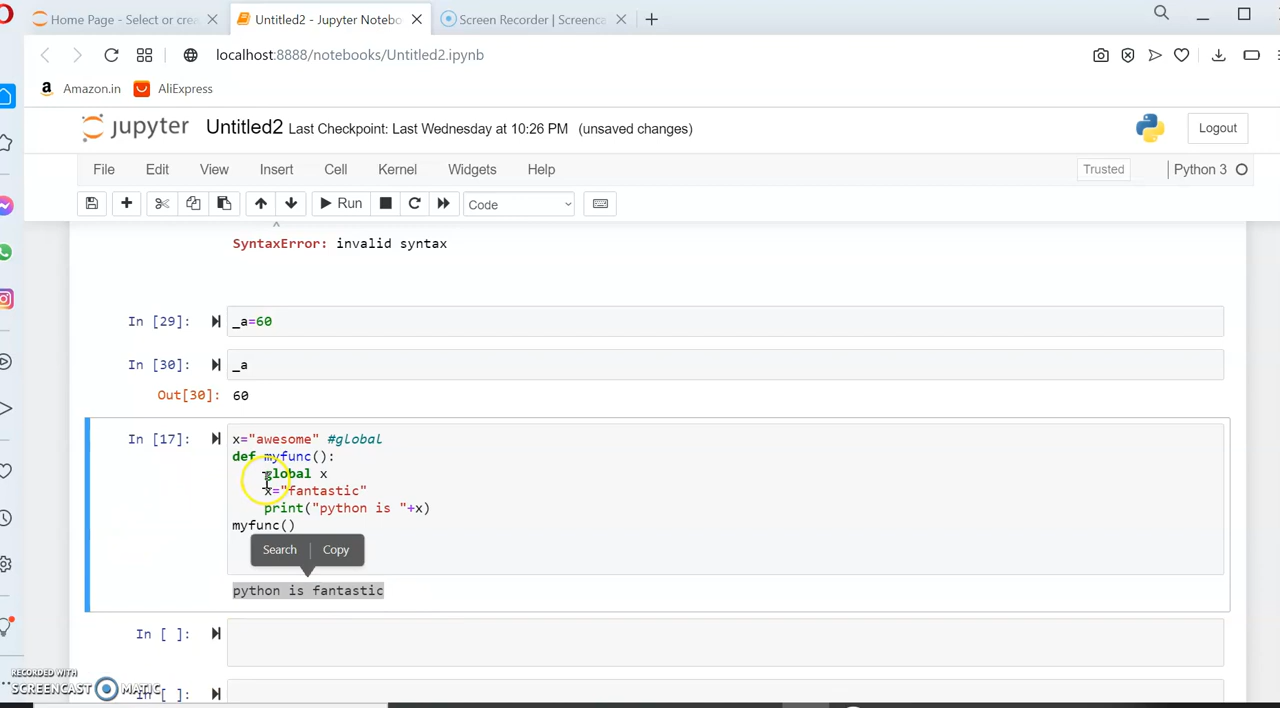 Home Page - Select or crea
Untitled2 - Jupyter Notebo
Screen Recorder | Screenca
localhost:8888/notebooks/Untitled2.ipynb
Amazon.in
AliExpress
jupyter
Untitled2 Last Checkpoint: Last Wednesday at 10:26 PM (unsaved changes)
Logout
File Edit View Insert Cell Kernel Widgets Help
Trusted
Python 3
Run
Code
^
SyntaxError: invalid syntax
In [29]: _a=60
In [30]: _a
Out[30]: 60
In [17]: x="awesome" #global
def myfunc():
global x
x="fantastic"
print("python is "+x)
myfunc()
Search Copy
python is fantastic
In [ ]:
In [ ]:
RECORDED WITH
SCREENCAST MATIC